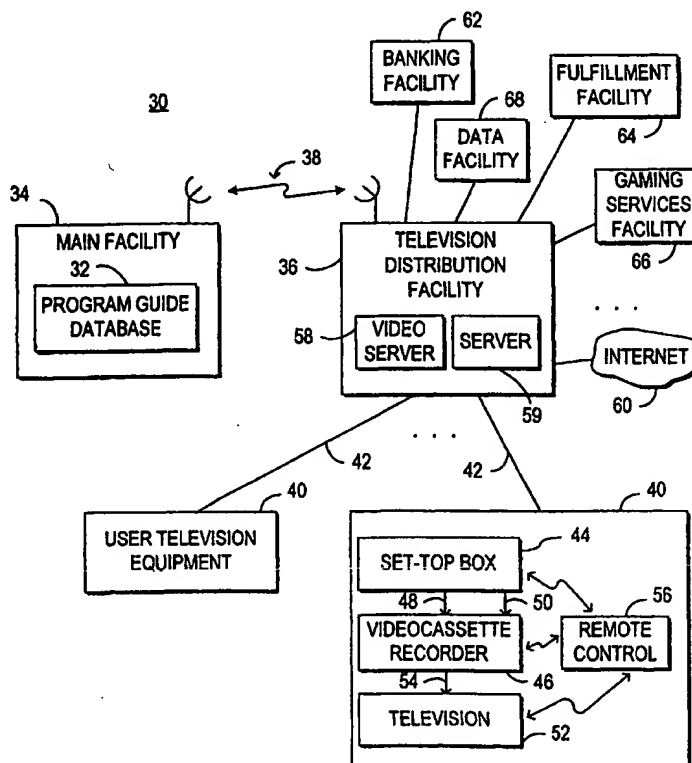 62
BANKING
FACILITY
FULFILLMENT
FACILITY
64
30
68
DATA
FACILITY
38
GAMING
SERVICES
FACILITY
66
34
MAIN FACILITY
32
PROGRAM GUIDE
DATABASE
36
TELEVISION
DISTRIBUTION
FACILITY
58
VIDEO
SERVER
SERVER
59
. . .
INTERNET
60
. . .
42
42
40
USER TELEVISION
EQUIPMENT
40
44
SET-TOP BOX
48
50
56
VIDEOCASSETTE
RECORDER
REMOTE
CONTROL
54
46
TELEVISION
52